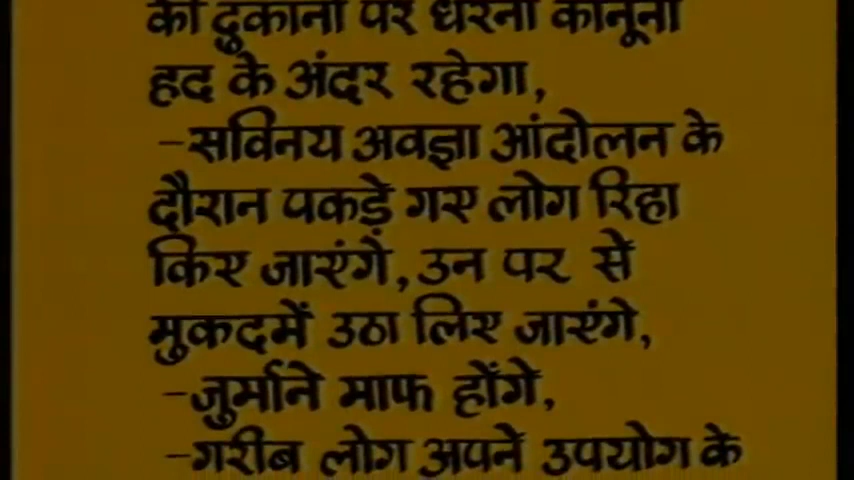 की दुकानों पर धरना कानूनी
हद के अंदर रहेगा,
-सविनय अवज्ञा आंदोलन के
दौरान पकड़े गए लोग रिहा
किए जाएंगे, उन पर से
मुकदमें उठा लिए जाएंगे,
-जुर्माने माफ होंगे,
-गरीब लोग अपने उपयोग के